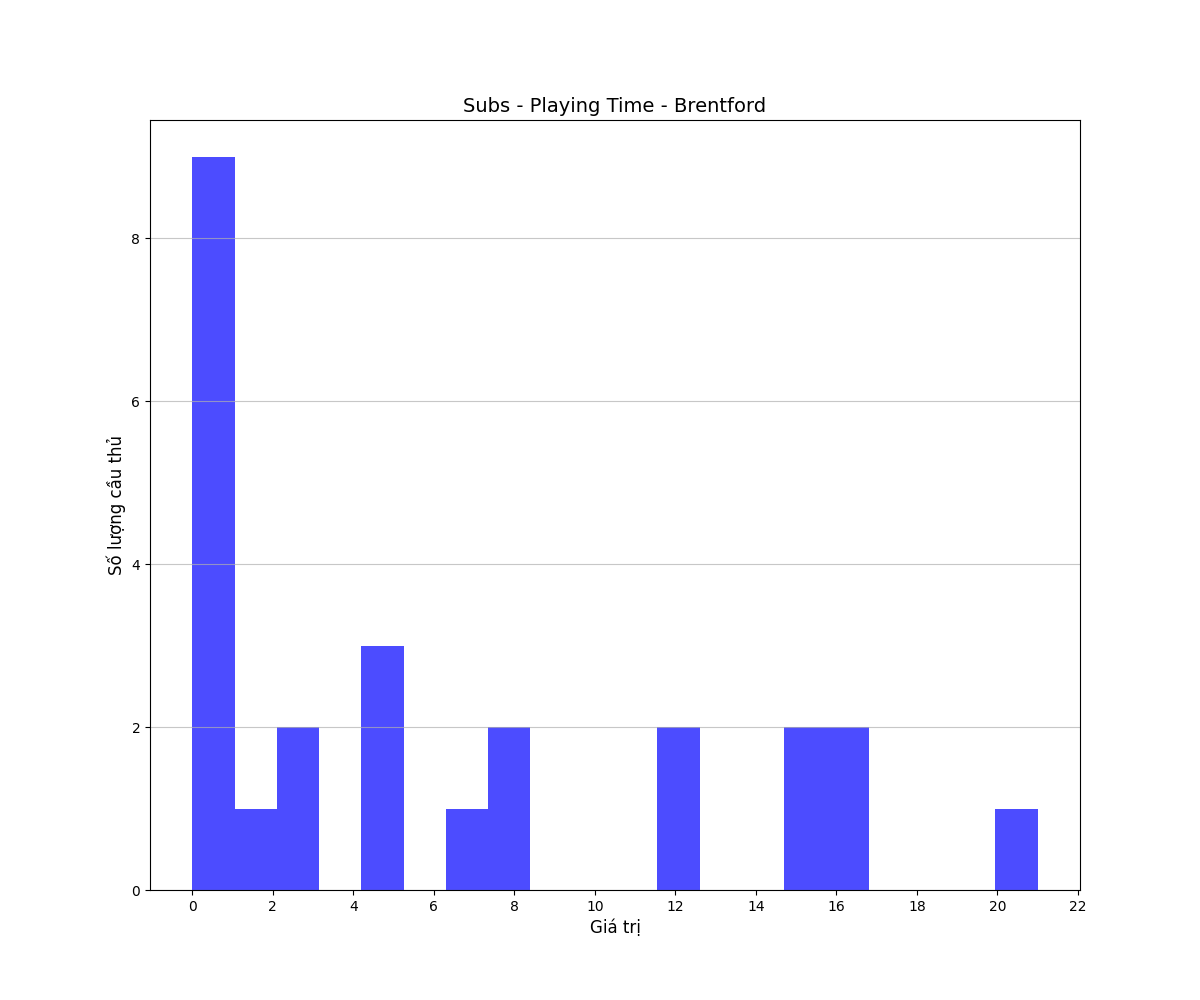 Subs - Playing Time - Brentford
8
6
4
2
0
Số lượng cầu thủ
0 2 4 6 8 10 12 14 16 18 20 22
Giá trị